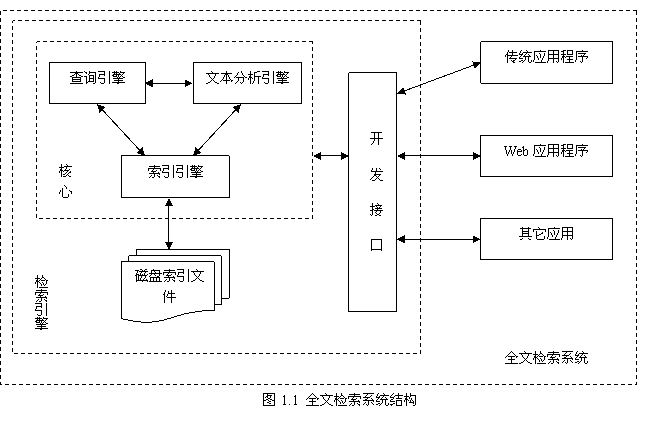 传统应用程序
查询引擎
文本分析引擎
开发接口
Web 应用程序
核心
索引引擎
其它应用
磁盘索引文
件
检索引擎
全文检索系统
图 1.1 全文检索系统结构